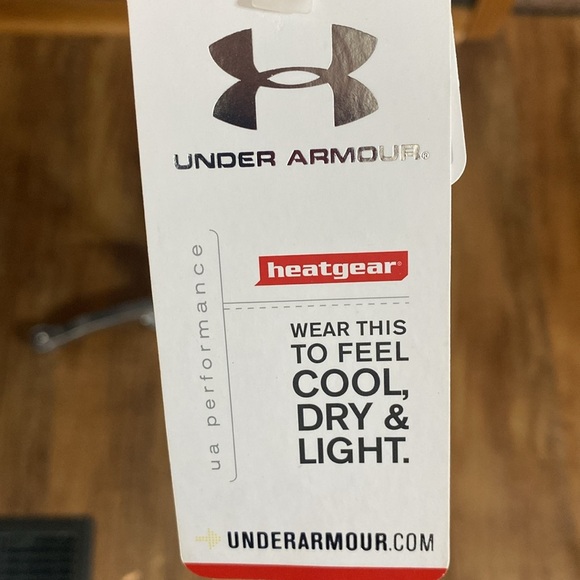 UNDER ARMOUR®
heatgear®
ua performance
WEAR THIS
TO FEEL
COOL,
DRY &
LIGHT.
UNDERARMOUR.COM